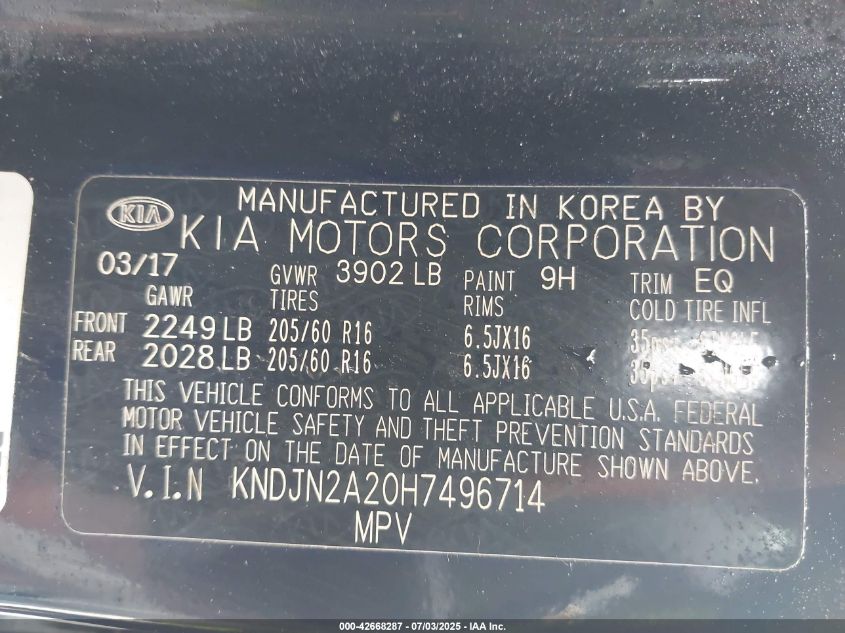 KIA
MANUFACTURED IN KOREA BY
KIA MOTORS CORPORATION
03/17 GVWR 3902 LB PAINT 9H TRIM EQ
GAWR TIRES RIMS COLD TIRE INFL
FRONT 2249 LB 205/60 R16 6.5JX16
REAR 2028 LB 205/60 R16 6.5JX16
THIS VEHICLE CONFORMS TO ALL APPLICABLE U.S.A. FEDERAL
MOTOR VEHICLE SAFETY AND THEFT PREVENTION STANDARDS
IN EFFECT ON THE DATE OF MANUFACTURE SHOWN ABOVE.
V.I.N KNDJN2A20H7496714
MPV
000-42668287 - 07/03/2025 - IAA Inc.